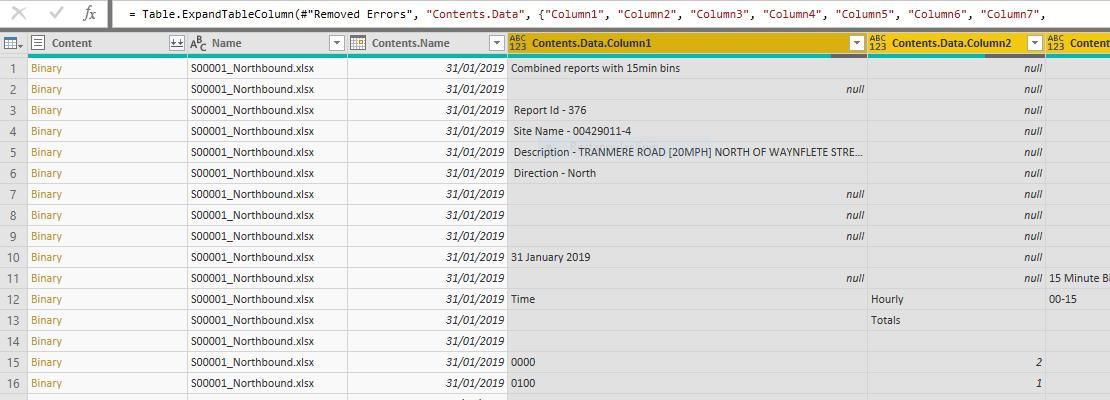 fx = Table.ExpandTableColumn(#"Removed Errors", "Contents.Data", {"Column1", "Column2", "Column3", "Column4", "Column5", "Column6", "Column7",
Content ABC Name Contents.Name ABC 123 Contents.Data.Column1 ABC 123 Contents.Data.Column2 ABC 123 Content
1 Binary S00001_Northbound.xlsx 31/01/2019 Combined reports with 15min bins null
2 Binary S00001_Northbound.xlsx 31/01/2019 null null
3 Binary S00001_Northbound.xlsx 31/01/2019 Report Id - 376 null
4 Binary S00001_Northbound.xlsx 31/01/2019 Site Name - 00429011-4 null
5 Binary S00001_Northbound.xlsx 31/01/2019 Description - TRANMERE ROAD [20MPH] NORTH OF WAYNFLETE STRE... null
6 Binary S00001_Northbound.xlsx 31/01/2019 Direction - North null
7 Binary S00001_Northbound.xlsx 31/01/2019 null null
8 Binary S00001_Northbound.xlsx 31/01/2019 null null
9 Binary S00001_Northbound.xlsx 31/01/2019 null null
10 Binary S00001_Northbound.xlsx 31/01/2019 31 January 2019 null
11 Binary S00001_Northbound.xlsx 31/01/2019 null null 15 Minute Bi
12 Binary S00001_Northbound.xlsx 31/01/2019 Time Hourly 00-15
13 Binary S00001_Northbound.xlsx 31/01/2019 Totals
14 Binary S00001_Northbound.xlsx 31/01/2019
15 Binary S00001_Northbound.xlsx 31/01/2019 0000 2
16 Binary S00001_Northbound.xlsx 31/01/2019 0100 1